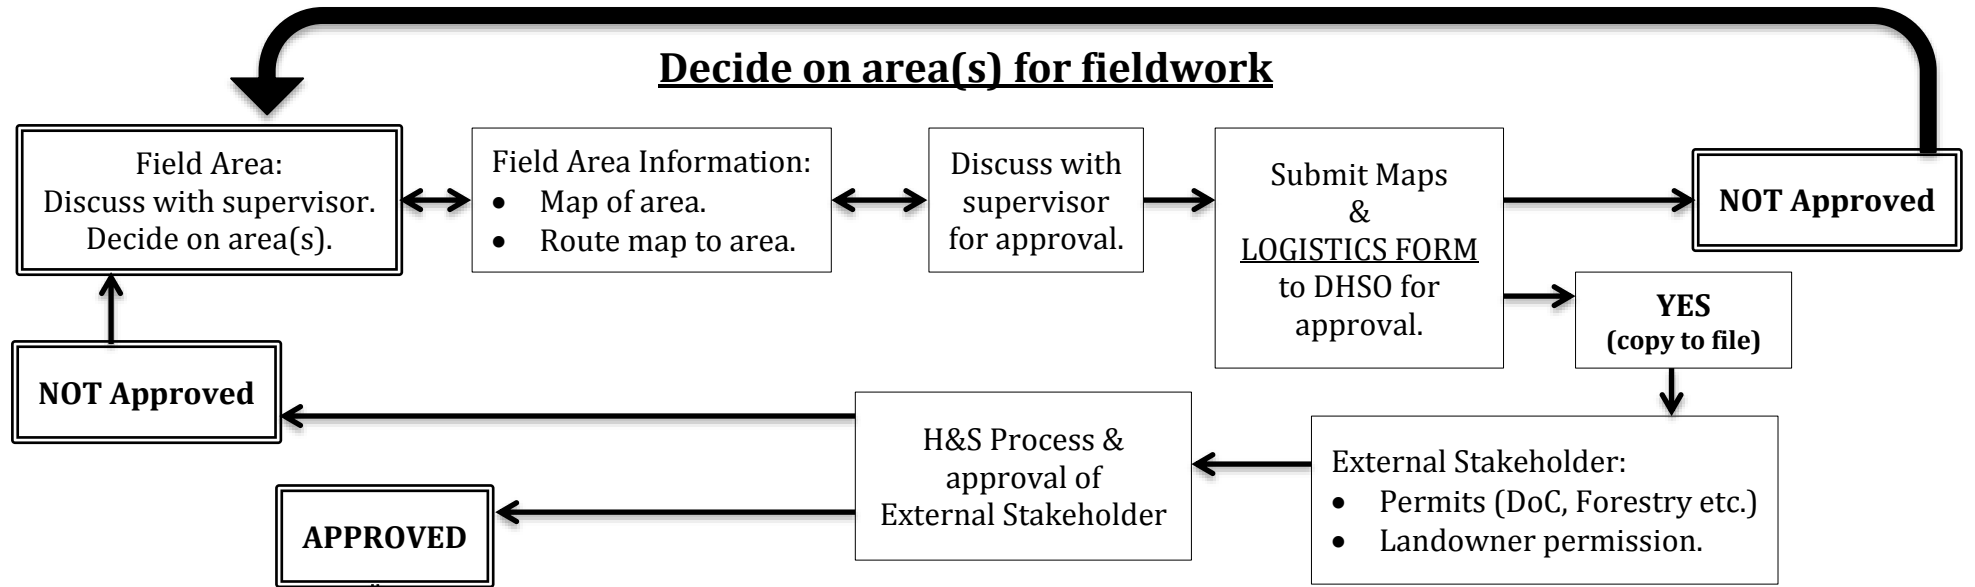 Decide on area(s) for fieldwork
Field Area:
Discuss with supervisor.
Decide on area(s).
Field Area Information:
• Map of area.
• Route map to area.
Discuss with
supervisor
for approval.
Submit Maps
&
LOGISTICS FORM
to DHSO for
approval.
NOT Approved
YES
(copy to file)
External Stakeholder:
• Permits (DoC, Forestry etc.)
• Landowner permission.
H&S Process &
approval of
External Stakeholder
NOT Approved
APPROVED